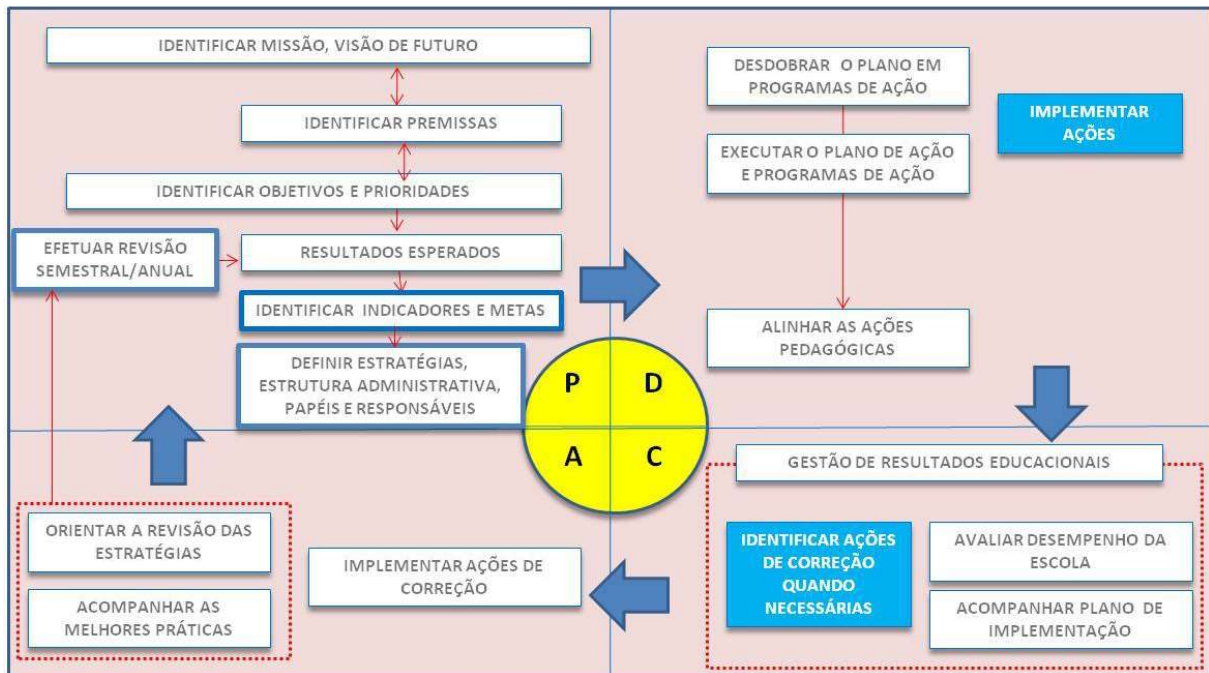 IDENTIFICAR MISSÃO, VISÃO DE FUTURO
IDENTIFICAR PREMISSAS
IDENTIFICAR OBJETIVOS E PRIORIDADES
EFETUAR REVISÃO
SEMESTRAL/ANUAL
RESULTADOS ESPERADOS
IDENTIFICAR INDICADORES E METAS
DEFINIR ESTRATÉGIAS,
ESTRUTURA ADMINISTRATIVA,
PAPÉIS E RESPONSÁVEIS
DESDOBRAR O PLANO EM
PROGRAMAS DE AÇÃO
IMPLEMENTAR
AÇÕES
EXECUTAR O PLANO DE AÇÃO
E PROGRAMAS DE AÇÃO
ALINHAR AS AÇÕES
PEDAGÓGICAS
P D
A C
GESTÃO DE RESULTADOS EDUCACIONAIS
IDENTIFICAR AÇÕES
DE CORREÇÃO
QUANDO
NECESSÁRIAS
AVALIAR DESEMPENHO DA
ESCOLA
ACOMPANHAR PLANO DE
IMPLEMENTAÇÃO
IMPLEMENTAR AÇÕES DE
CORREÇÃO
ORIENTAR A REVISÃO DAS
ESTRATÉGIAS
ACOMPANHAR AS
MELHORES PRÁTICAS